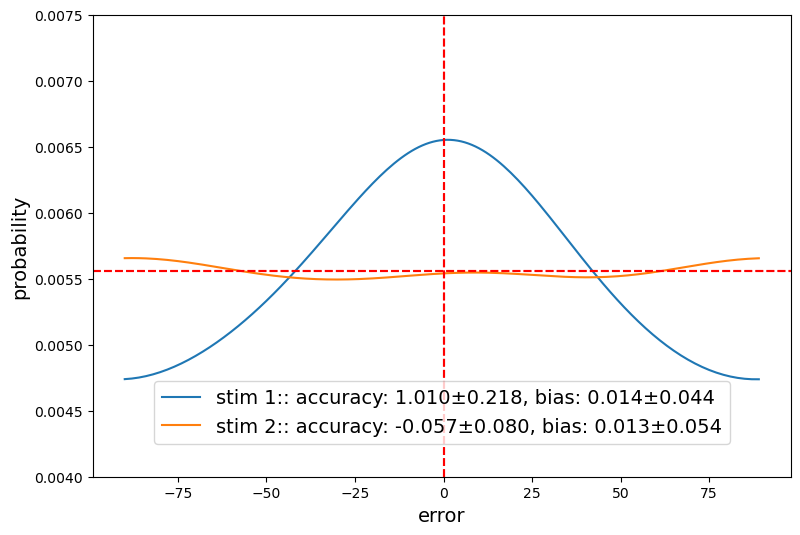 0.0075
0.0070
0.0065
0.0060
0.0055
0.0050
0.0045
0.0040
probability
stim 1:: accuracy: 1.010±0.218, bias: 0.014±0.044
stim 2:: accuracy: -0.057±0.080, bias: 0.013±0.054
−75 −50 −25 0 25 50 75
error